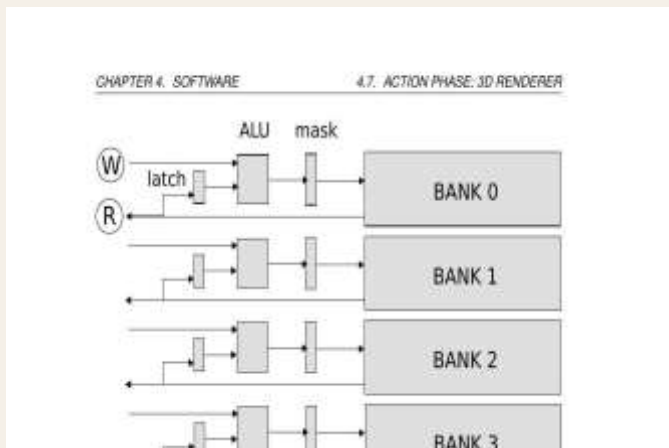 CHAPTER 4. SOFTWARE 4.7. ACTION PHASE: 3D RENDERER
ALU mask
W
latch
BANK 0
R
BANK 1
BANK 2
BANK 3